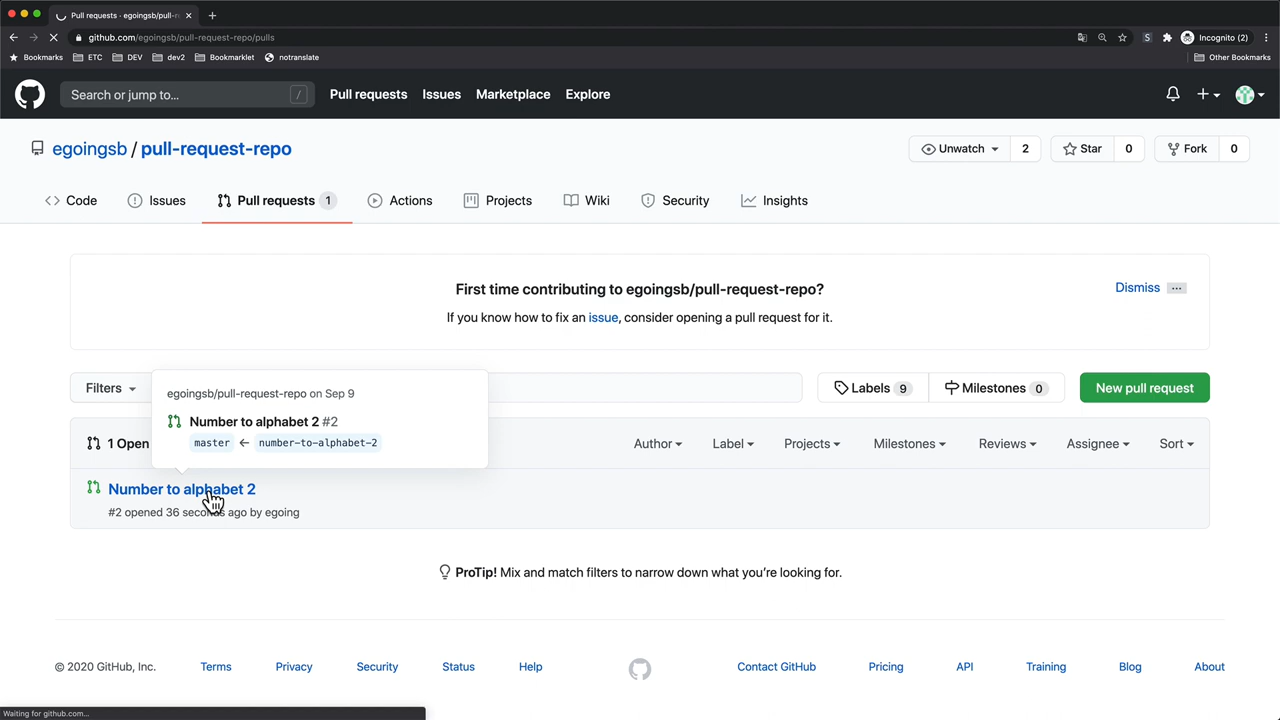 Pull requests · egoingsb/pull-r
github.com/egoingsb/pull-request-repo/pulls
S
Incognito (2)
Bookmarks ETC DEV dev2 Bookmarklet notranslate Other Bookmarks
Search or jump to... /
Pull requests Issues Marketplace Explore
egoingsb / pull-request-repo
Unwatch 2 Star 0 Fork 0
Code Issues Pull requests 1 Actions Projects Wiki Security Insights
First time contributing to egoingsb/pull-request-repo?
Dismiss ...
If you know how to fix an issue, consider opening a pull request for it.
Filters
Labels 9 Milestones 0 New pull request
egoingsb/pull-request-repo on Sep 9
Number to alphabet 2 #2
master ← number-to-alphabet-2
1 Open Author Label Projects Milestones Reviews Assignee Sort
Number to alphabet 2
#2 opened 36 seconds ago by egoing
ProTip! Mix and match filters to narrow down what you're looking for.
© 2020 GitHub, Inc. Terms Privacy Security Status Help Contact GitHub Pricing API Training Blog About
Waiting for github.com...